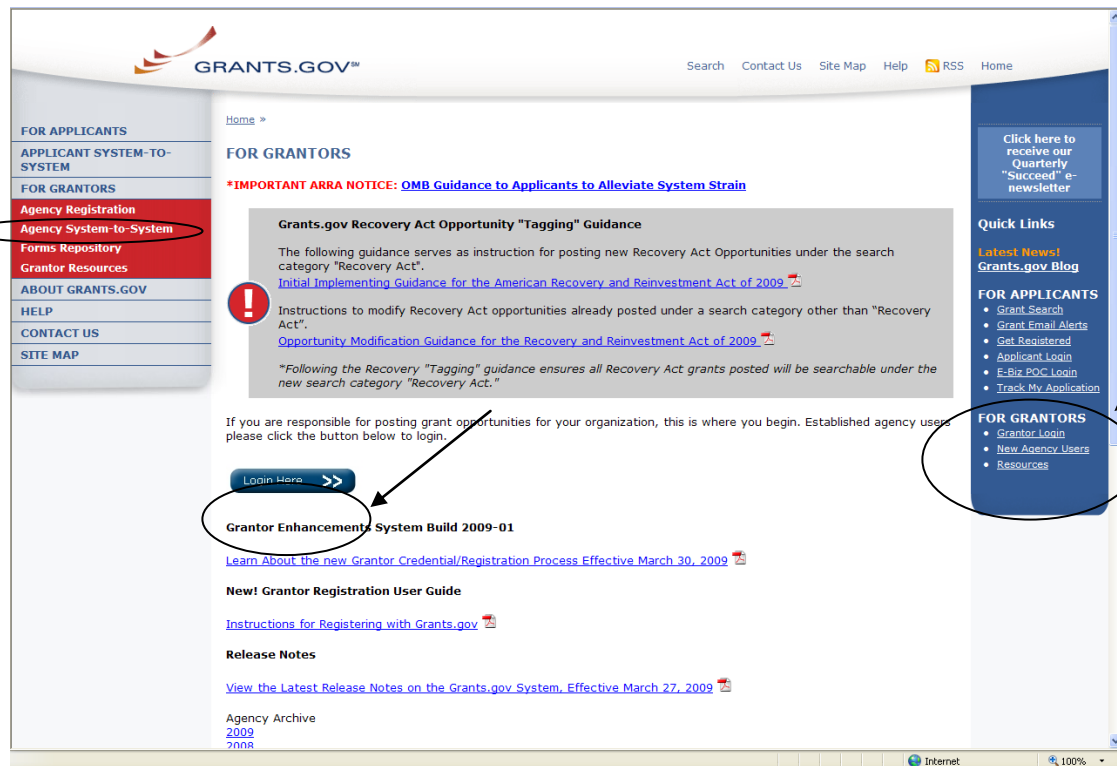 GRANTS.GOV℠
Search Contact Us Site Map Help RSS Home
FOR APPLICANTS
APPLICANT SYSTEM-TO-
SYSTEM
FOR GRANTORS
Agency Registration
Agency System-to-System
Forms Repository
Grantor Resources
ABOUT GRANTS.GOV
HELP
CONTACT US
SITE MAP
Home »
FOR GRANTORS
*IMPORTANT ARRA NOTICE: OMB Guidance to Applicants to Alleviate System Strain
Grants.gov Recovery Act Opportunity "Tagging" Guidance
The following guidance serves as instruction for posting new Recovery Act Opportunities under the search
category "Recovery Act".
Initial Implementing Guidance for the American Recovery and Reinvestment Act of 2009
!
Instructions to modify Recovery Act opportunities already posted under a search category other than “Recovery
Act”.
Opportunity Modification Guidance for the Recovery and Reinvestment Act of 2009
*Following the Recovery "Tagging" guidance ensures all Recovery Act grants posted will be searchable under the
new search category "Recovery Act."
If you are responsible for posting grant opportunities for your organization, this is where you begin. Established agency users
please click the button below to login.
Login Here >>
Grantor Enhancements System Build 2009-01
Learn About the new Grantor Credential/Registration Process Effective March 30, 2009
New! Grantor Registration User Guide
Instructions for Registering with Grants.gov
Release Notes
View the Latest Release Notes on the Grants.gov System, Effective March 27, 2009
Agency Archive
2009
2008
Click here to
receive our
Quarterly
"Succeed" e-
newsletter
Quick Links
Latest News!
Grants.gov Blog
FOR APPLICANTS
• Grant Search
• Grant Email Alerts
• Get Registered
• Applicant Login
• E-Biz POC Login
• Track My Application
FOR GRANTORS
• Grantor Login
• New Agency Users
• Resources
Internet 100%